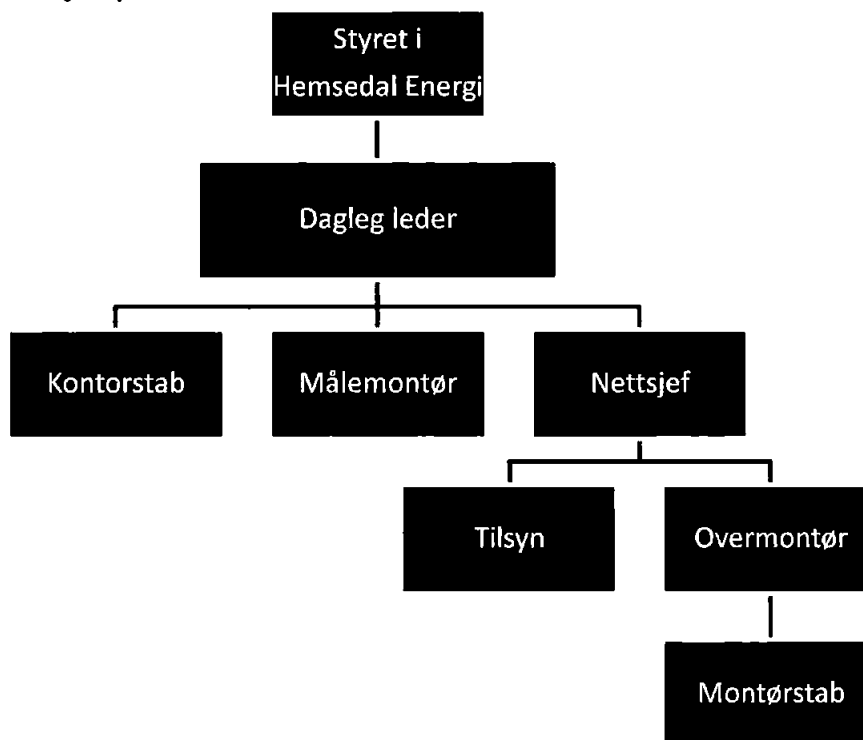 Styret i
Hemsedal Energi
Dagleg leder
Kontorstab
Målemontør
Nettsjef
Tilsyn
Overmontør
Montørstab